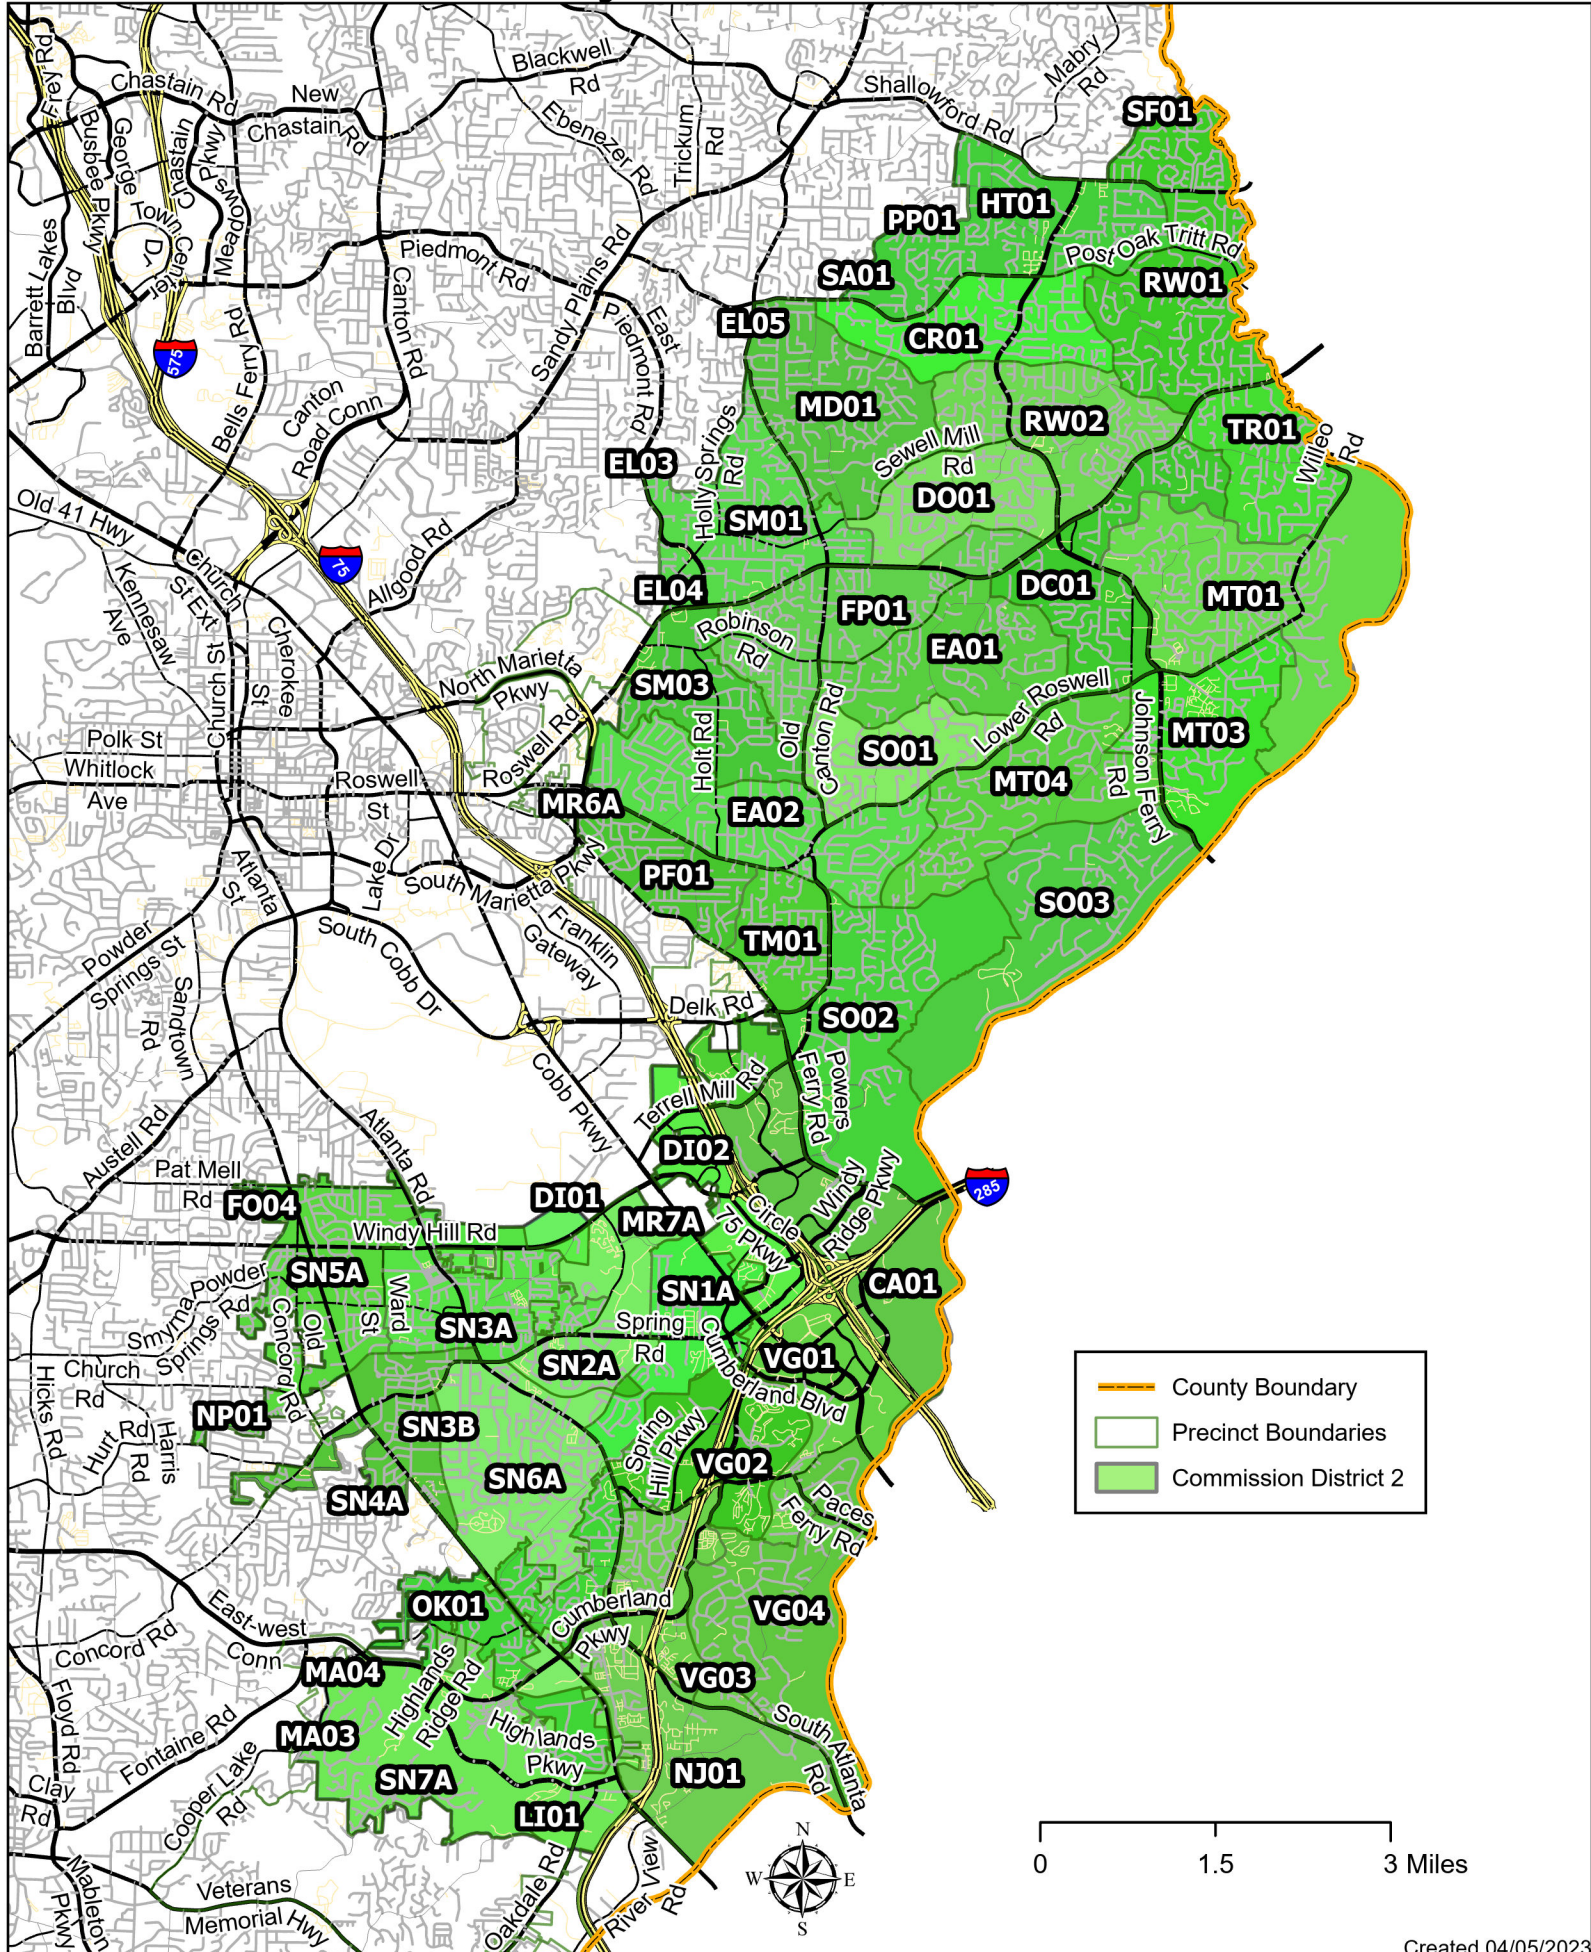 Frey Rd
Chastain Rd
New
Chastain Rd
Blackwell
Rd
Ebenezer Rd
Trickum
Rd
Shallowford Rd
Mabry
Rd
SF01
Busbee Pkwy
George
Chastain
Pkwy
Meadows
Town Center
Dr
Barrett Lakes
Blvd
HT01
PP01
Post Oak Tritt Rd
RW01
SA01
Piedmont Rd
Canton Rd
Sandy Plains Rd
East
Piedmont Rd
EL05
CR01
575
Bells Ferry Rd
Canton
Road Conn
MD01
RW02
TR01
Willeo
Rd
Sewell Mill
Rd
EL03
Holly Springs
Rd
DO01
SM01
Old 41 Hwy
75
Allgood Rd
Church
St Ext
Kennesaw
Ave
EL04
DC01
MT01
FP01
Robinson
Rd
EA01
Cherokee
St
Church St
North Marietta
Pkwy
SM03
Lower Roswell
Rd
Johnson Ferry
Rd
MT03
Holt Rd
Old
Canton Rd
SO01
MT04
Polk St
Whitlock
Ave
Roswell Rd
Roswell
St
MR6A
EA02
PF01
SO03
Atlanta
St
Lake Dr
South Marietta Pkwy
Franklin
Gateway
Powder
Springs St
South Cobb Dr
TM01
Sandtown
Rd
Delk Rd
SO02
Cobb Pkwy
Terrell Mill Rd
Powers
Ferry Rd
Austell Rd
Atlanta Rd
DI02
Pat Mell
Rd
FO04
DI01
MR7A
Windy
Ridge Pkwy
285
Windy Hill Rd
Circle
75 Pkwy
SN5A
SN1A
CA01
Powder
Springs Rd
Smyrna
Concord Rd
Old
Ward
St
SN3A
Spring
Rd
Cumberland Blvd
SN2A
VG01
Church
Rd
Hicks Rd
NP01
Hurt Rd
Harris
Rd
SN3B
Spring
Hill Pkwy
VG02
SN6A
SN4A
Paces
Ferry Rd
County Boundary
Precinct Boundaries
Commission District 2
OK01
East-west
Conn
Concord Rd
Cumberland
Pkwy
VG04
MA04
VG03
Highlands
Ridge Rd
MA03
Floyd Rd
Fontaine Rd
Highlands
Pkwy
South Atlanta
Rd
SN7A
NJ01
Clay
Rd
Cooper Lake
Rd
LI01
N
W
E
S
0
1.5
3 Miles
Mableton
Pkwy
Veterans
Memorial Hwy
Oakdale Rd
River View
Rd
Created 04/05/2023